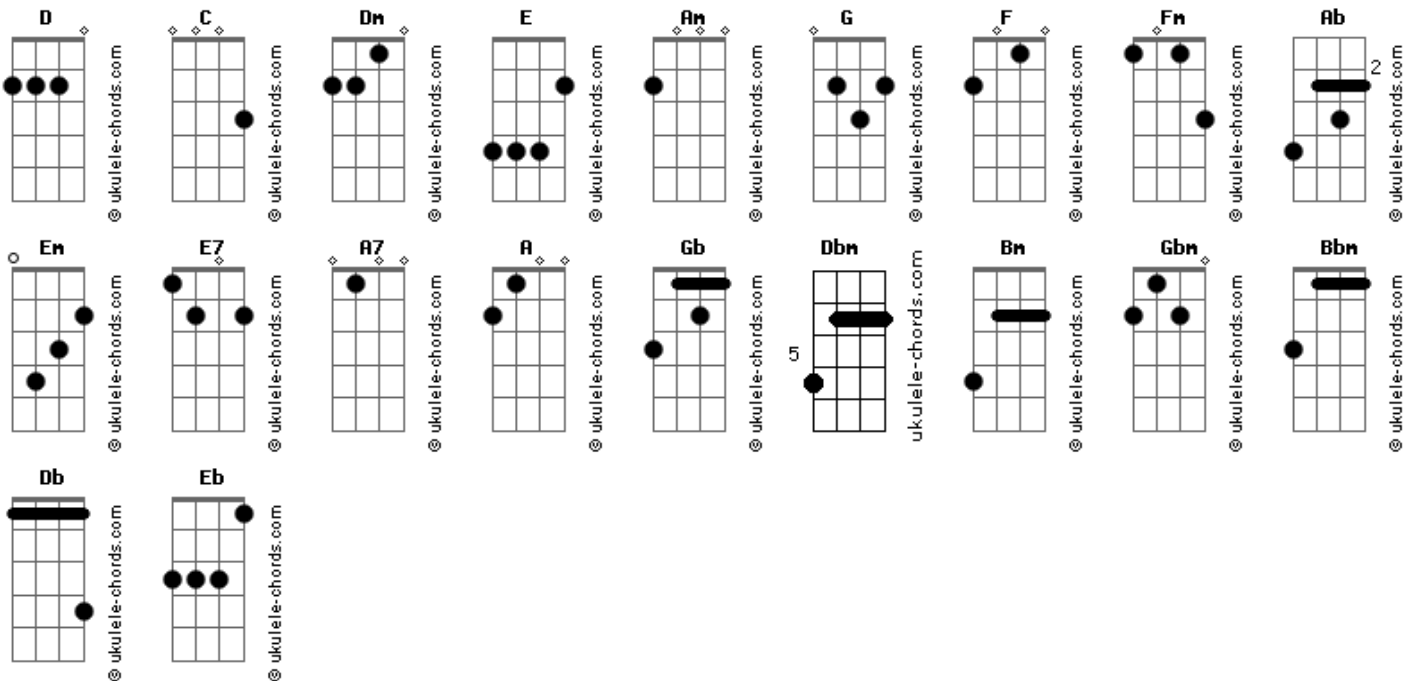 D C Dm E Am G F Fm Ab
2
© ukulele-chords.com © ukulele-chords.com © ukulele-chords.com © ukulele-chords.com © ukulele-chords.com © ukulele-chords.com © ukulele-chords.com © ukulele-chords.com © ukulele-chords.com
Em E7 A7 A Gb Dbm Bm Gbm Bbm
5
© ukulele-chords.com © ukulele-chords.com © ukulele-chords.com © ukulele-chords.com © ukulele-chords.com ukulele-chords.com © ukulele-chords.com © ukulele-chords.com © ukulele-chords.com
Db Eb
© ukulele-chords.com © ukulele-chords.com